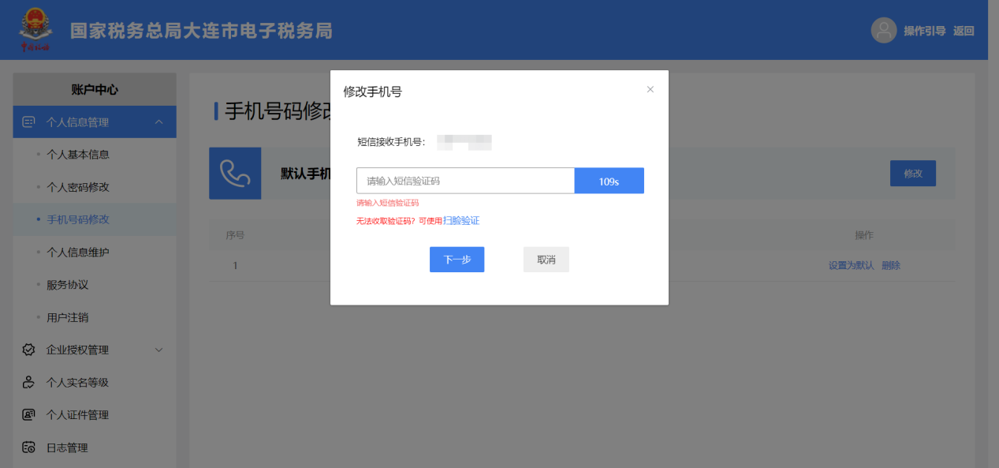 国家税务总局大连市电子税务局
操作引导 返回
账户中心
个人信息管理
个人基本信息
个人密码修改
手机号码修改
个人信息维护
服务协议
用户注销
企业授权管理
个人实名等级
个人证件管理
日志管理
手机号码修改
默认手机
修改
序号
操作
1
设置为默认 删除
修改手机号
×
短信接收手机号:
请输入短信验证码
109s
请输入短信验证码
无法收取验证码?可使用扫脸验证
下一步
取消